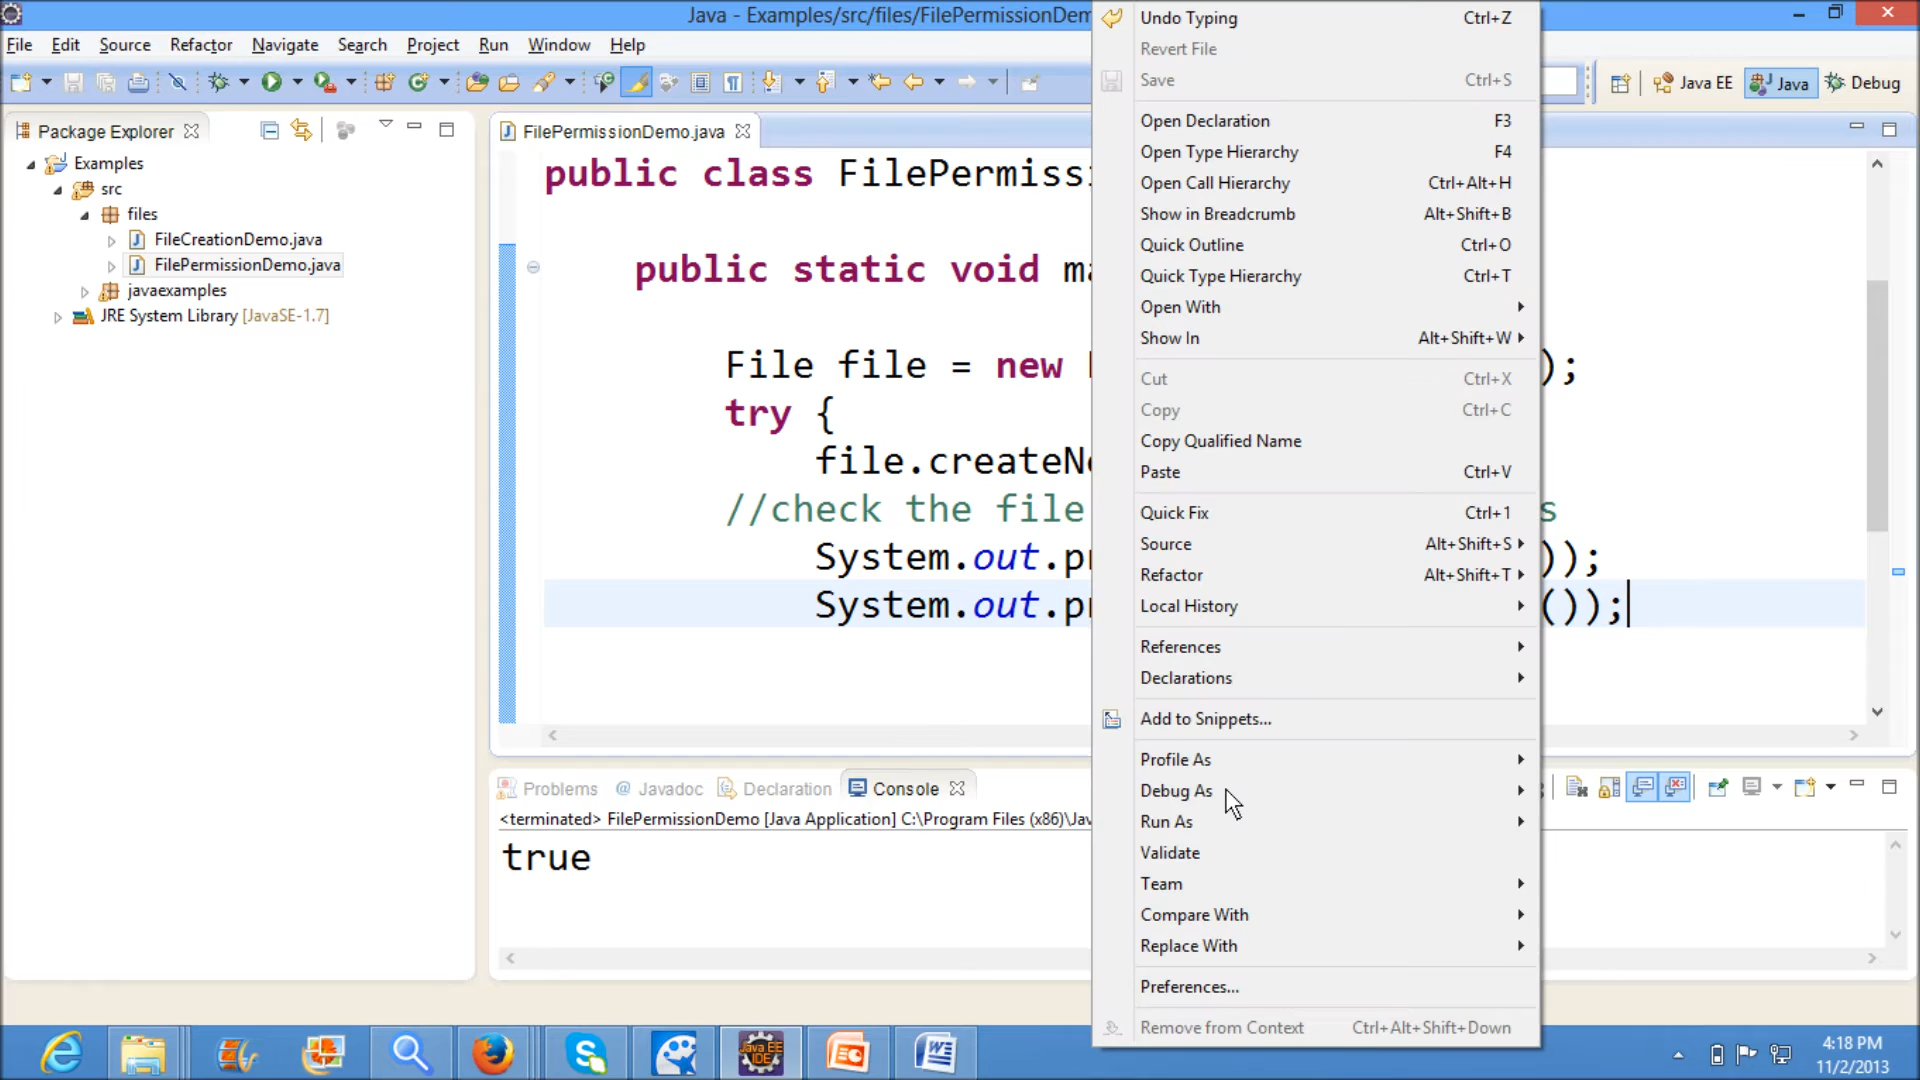 Java - Examples/src/files/FilePermissionDem
File Edit Source Refactor Navigate Search Project Run Window Help
Java EE Java Debug
Package Explorer
Examples
src
files
FileCreationDemo.java
FilePermissionDemo.java
javaexamples
JRE System Library [JavaSE-1.7]
FilePermissionDemo.java
public class FilePermissi
public static void ma
File file = new );
try {
file.createNe
//check the file s
System.out.pr ));
System.out.pr ());
Problems @ Javadoc Declaration Console
<terminated> FilePermissionDemo [Java Application] C:\Program Files (x86)\Jav
true
Undo Typing Ctrl+Z
Revert File
Save Ctrl+S
Open Declaration F3
Open Type Hierarchy F4
Open Call Hierarchy Ctrl+Alt+H
Show in Breadcrumb Alt+Shift+B
Quick Outline Ctrl+O
Quick Type Hierarchy Ctrl+T
Open With
Show In Alt+Shift+W
Cut Ctrl+X
Copy Ctrl+C
Copy Qualified Name
Paste Ctrl+V
Quick Fix Ctrl+1
Source Alt+Shift+S
Refactor Alt+Shift+T
Local History
References
Declarations
Add to Snippets...
Profile As
Debug As
Run As
Validate
Team
Compare With
Replace With
Preferences...
Remove from Context Ctrl+Alt+Shift+Down
Java EE
IDE
4:18 PM
11/2/2013